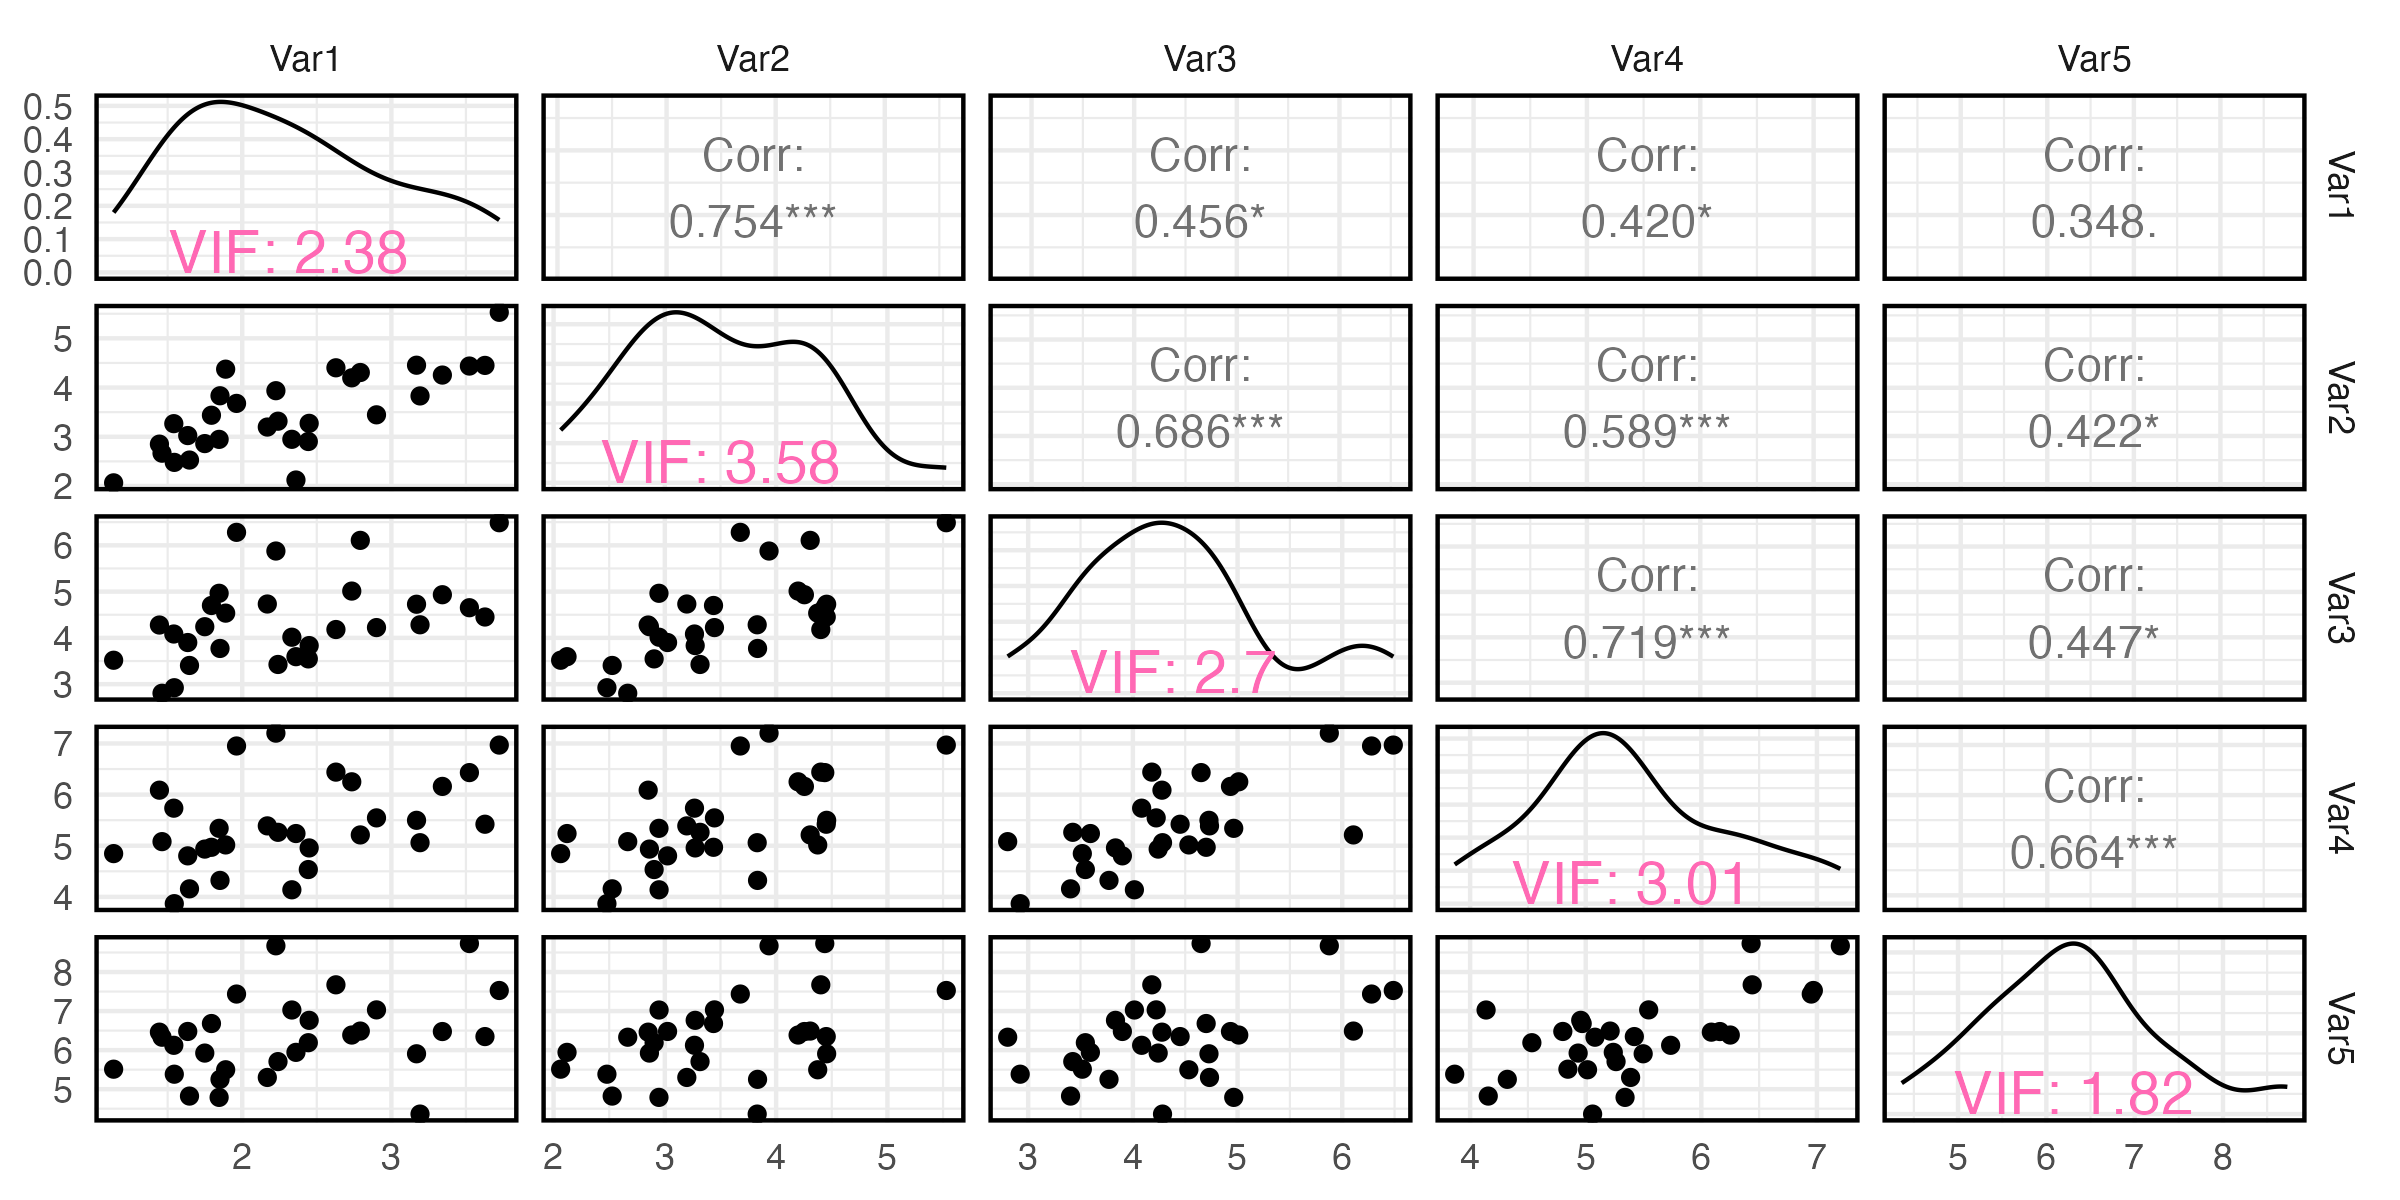 Var1 Var2 Var3 Var4 Var5
0.5
0.4
0.3
0.2
0.1
0.0
VIF: 2.38
Corr:
0.754***
Corr:
0.456*
Corr:
0.420*
Corr:
0.348.
Var1
5
4
3
2
VIF: 3.58
Corr:
0.686***
Corr:
0.589***
Corr:
0.422*
Var2
6
5
4
3
VIF: 2.7
Corr:
0.719***
Corr:
0.447*
Var3
7
6
5
4
VIF: 3.01
Corr:
0.664***
Var4
8
7
6
5
VIF: 1.82
Var5
2 3 2 3 4 5 3 4 5 6 4 5 6 7 5 6 7 8